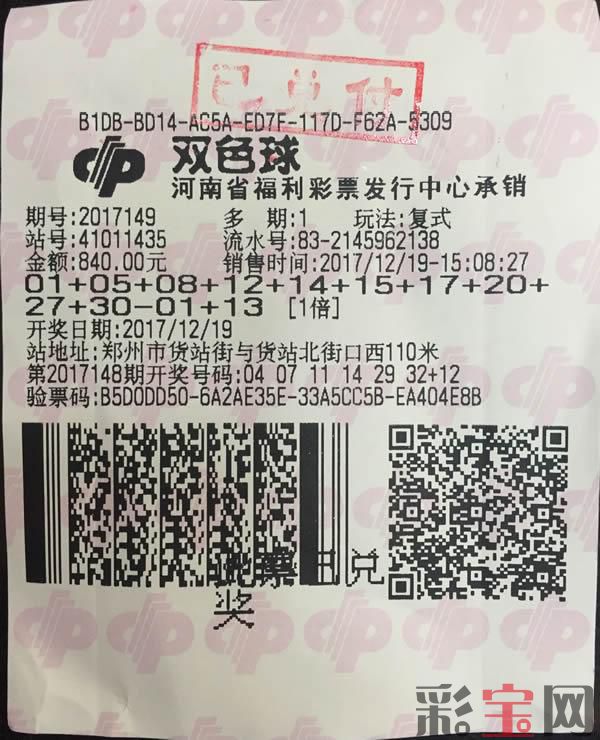 已兑付
B1DB-BD14-AC5A-ED7F-117D-F62A-5309
双色球
河南省福利彩票发行中心承销
期号:2017149 多 期:1 玩法:复式
站号:41011435 流水号:83-2145962138
金额:840.00元 销售时间:2017/12/19-15:08:27
01+05+08+12+14+15+17+20+
27+30-01+13 [1倍]
开奖日期:2017/12/19
站地址:郑州市货站街与货站北街口西110米
第2017148期开奖号码:04 07 11 14 29 32+12
验票码:B5D0DD50-6A2AE35E-33A5CC5B-EA404E8B
此票已兑
奖
彩宝网